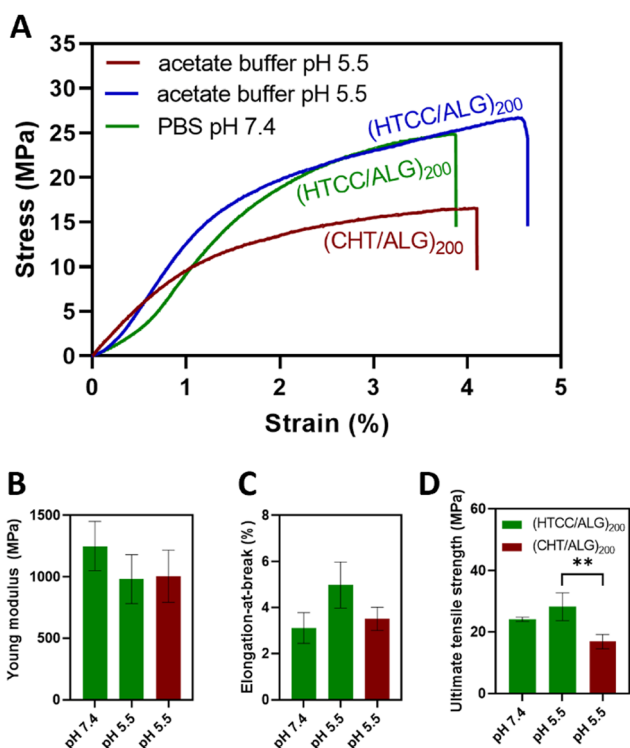 A
Stress (MPa)
35
30
25
20
15
10
5
0
acetate buffer pH 5.5
acetate buffer pH 5.5
PBS pH 7.4
(HTCC/ALG)200
(HTCC/ALG)200
(CHT/ALG)200
0 1 2 3 4 5
Strain (%)
B
Young modulus (MPa)
1500
1000
500
0
pH 7.4 pH 5.5 pH 5.5
C
Elongation-at-break (%)
8
6
4
2
0
pH 7.4 pH 5.5 pH 5.5
D
Ultimate tensile strength (MPa)
60
40
20
0
(HTCC/ALG)200
(CHT/ALG)200
**
pH 7.4 pH 5.5 pH 5.5